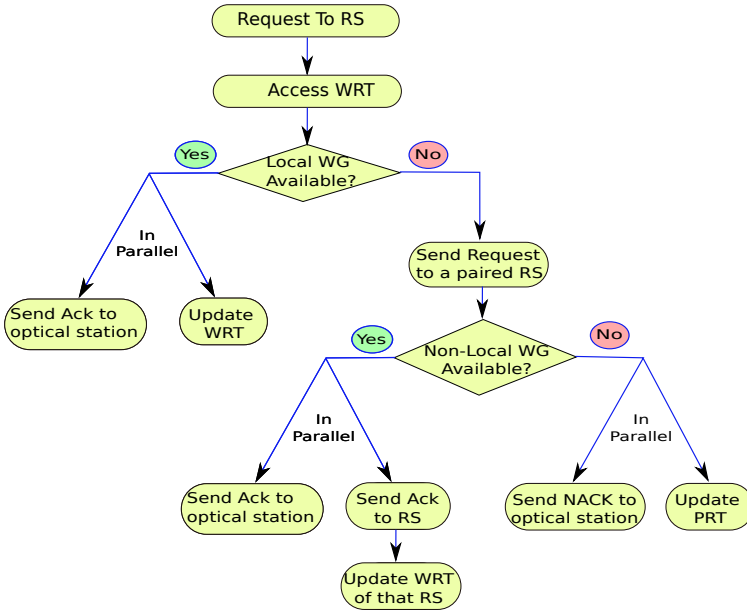 Request To RS
Access WRT
Yes
No
Local WG
Available?
In
Parallel
Send Request
to a paired RS
Send Ack to
optical station
Update
WRT
Yes
No
Non-Local WG
Available?
In
Parallel
In
Parallel
Send Ack to
optical station
Send Ack
to RS
Send NACK to
optical station
Update
PRT
Update WRT
of that RS